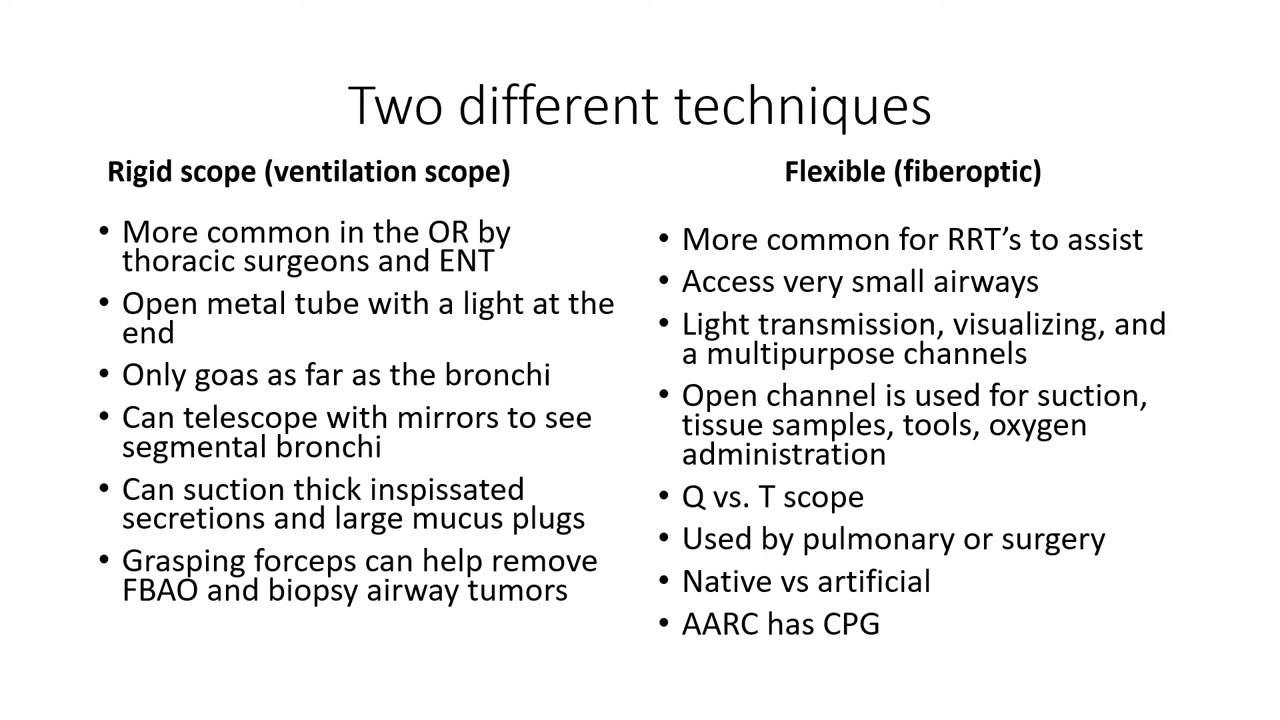 Two different techniques
Rigid scope (ventilation scope)
• More common in the OR by
thoracic surgeons and ENT
• Open metal tube with a light at the
end
• Only goas as far as the bronchi
• Can telescope with mirrors to see
segmental bronchi
• Can suction thick inspissated
secretions and large mucus plugs
• Grasping forceps can help remove
FBAO and biopsy airway tumors
Flexible (fiberoptic)
• More common for RRT’s to assist
• Access very small airways
• Light transmission, visualizing, and
a multipurpose channels
• Open channel is used for suction,
tissue samples, tools, oxygen
administration
• Q vs. T scope
• Used by pulmonary or surgery
• Native vs artificial
• AARC has CPG